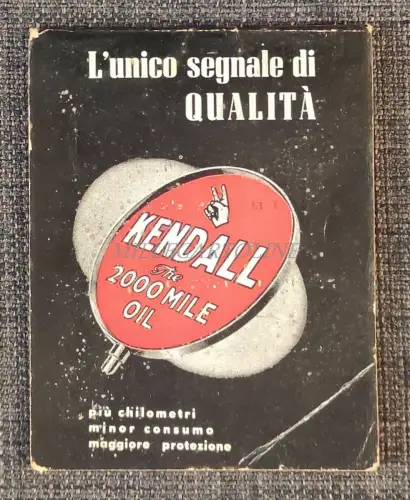 L'unico segnale di
QUALITÀ
KENDALL
The
2000 MILE
OIL
più chilometri
minor consumo
maggiore protezione